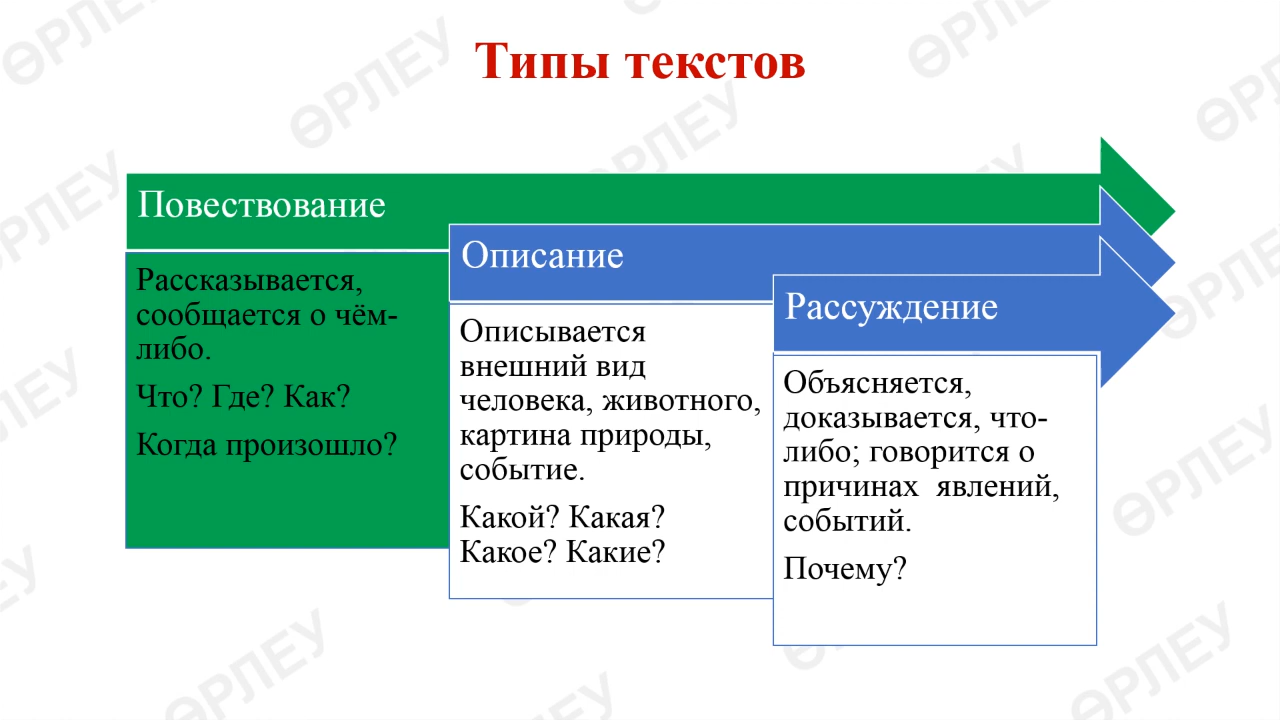 Типы текстов
Повествование
Рассказывается,
сообщается о чём-
либо.
Что? Где? Как?
Когда произошло?
Описание
Описывается
внешний вид
человека, животного,
картина природы,
событие.
Какой? Какая?
Какое? Какие?
Рассуждение
Объясняется,
доказывается, что-
либо; говорится о
причинах  явлений,
событий.
Почему?
ӨРЛЕУ